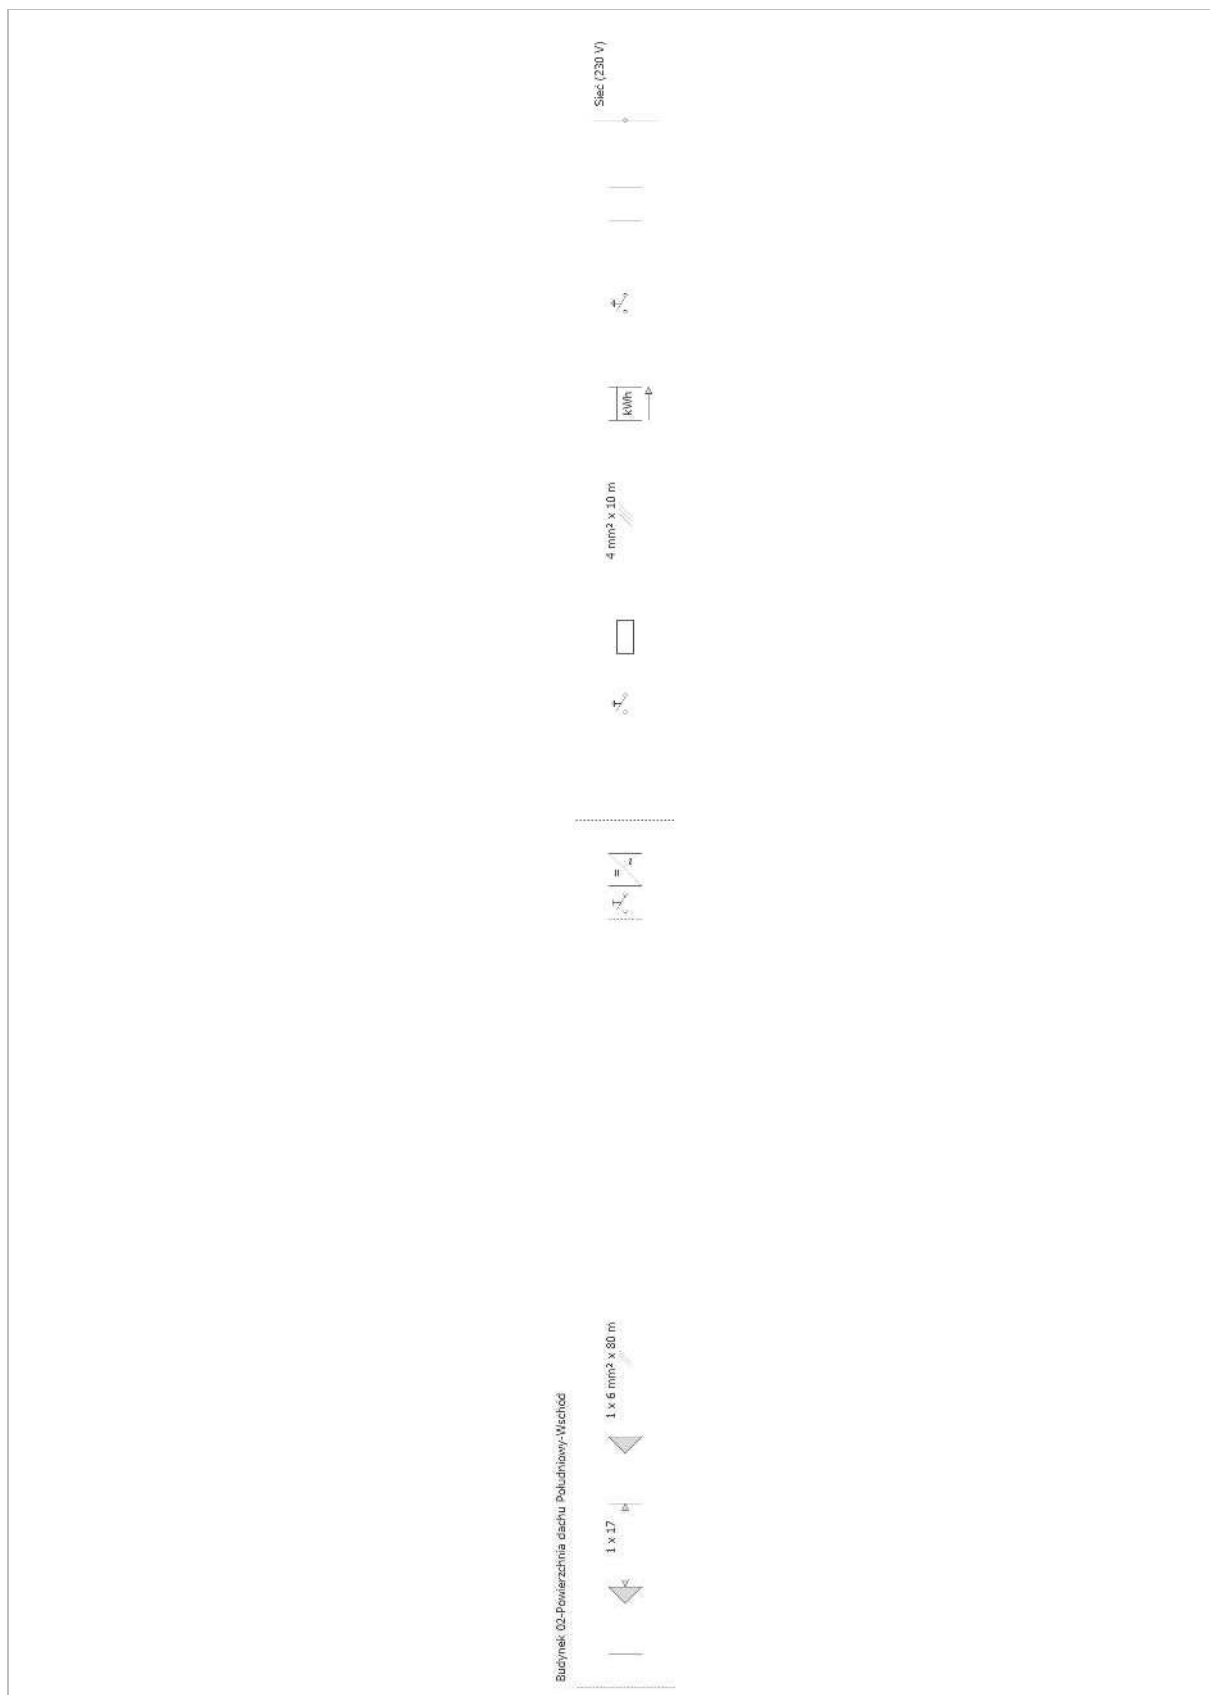 Sieć (230 V)
kWh
4 mm² x 10 m
=
~
1 x 6 mm² x 80 m
Budynek 02-Powierzchnia dachu Południowy-Wschód
1 x 17